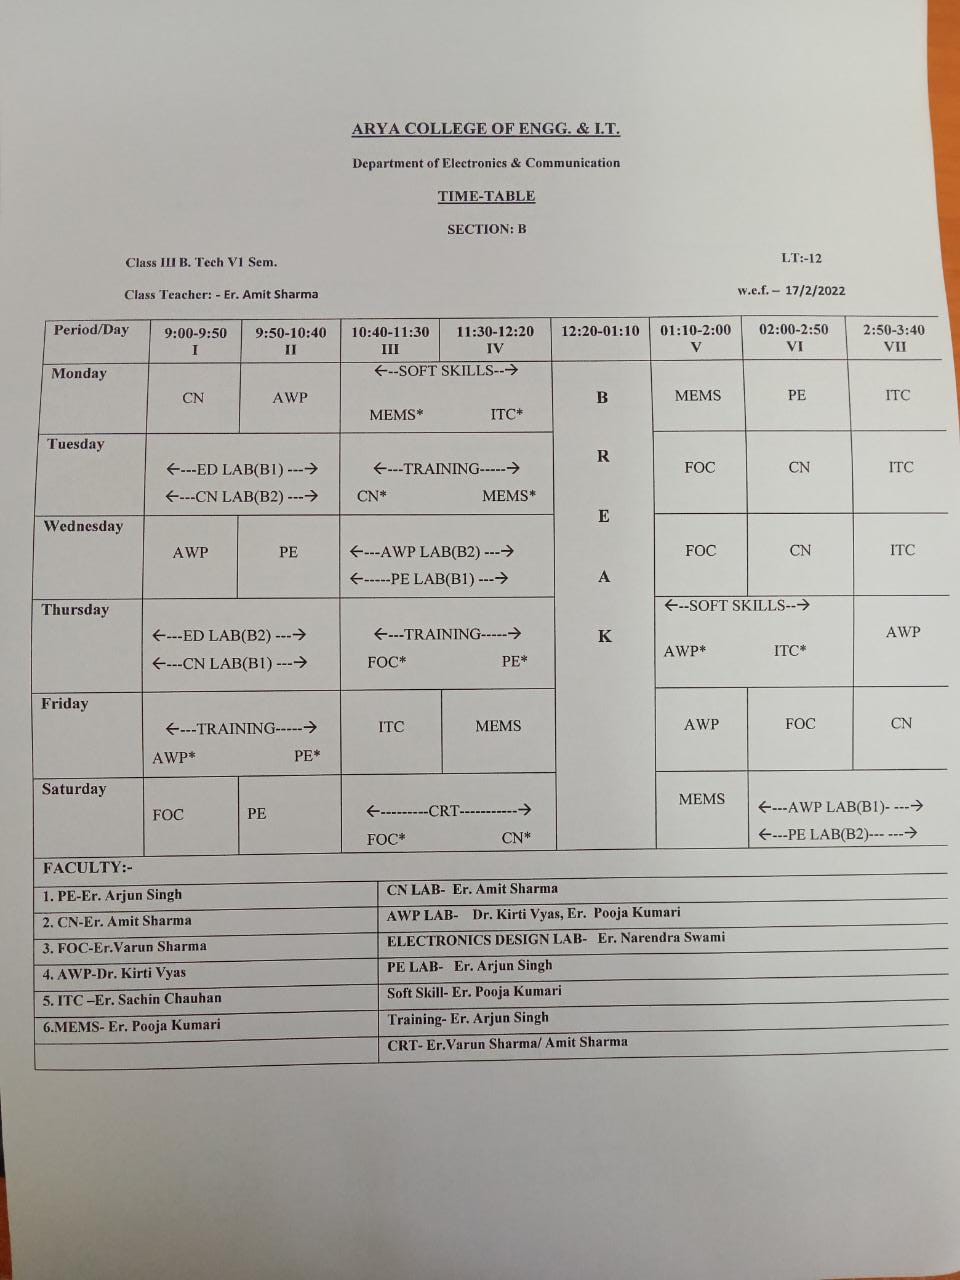 ARYA COLLEGE OF ENGG. & I.T.
Department of Electronics & Communication
TIME-TABLE
SECTION: B
Class III B. Tech V1 Sem. LT:-12
Class Teacher: - Er. Amit Sharma w.e.f. – 17/2/2022
Period/Day 9:00-9:50 9:50-10:40 10:40-11:30 11:30-12:20 12:20-01:10 01:10-2:00 02:00-2:50 2:50-3:40
I II III IV V VI VII
Monday
←--SOFT SKILLS--→
CN AWP B MEMS PE ITC
MEMS* ITC*
Tuesday
R
←---ED LAB(B1) ---→ ←---TRAINING-----→ FOC CN ITC
←---CN LAB(B2) ---→ CN* MEMS*
Wednesday E
AWP PE ←---AWP LAB(B2) ---→ FOC CN ITC
←-----PE LAB(B1) ---→ A
Thursday ←--SOFT SKILLS--→
←---ED LAB(B2) ---→ ←---TRAINING-----→ K AWP
←---CN LAB(B1) ---→ FOC* PE* AWP* ITC*
Friday
←---TRAINING-----→ ITC MEMS AWP FOC CN
AWP* PE*
Saturday
FOC PE ←---------CRT-----------→ MEMS ←---AWP LAB(B1)- ---→
FOC* CN* ←---PE LAB(B2)--- ---→
FACULTY:-
1. PE-Er. Arjun Singh CN LAB- Er. Amit Sharma
2. CN-Er. Amit Sharma AWP LAB- Dr. Kirti Vyas, Er. Pooja Kumari
3. FOC-Er.Varun Sharma ELECTRONICS DESIGN LAB- Er. Narendra Swami
4. AWP-Dr. Kirti Vyas PE LAB- Er. Arjun Singh
5. ITC –Er. Sachin Chauhan Soft Skill- Er. Pooja Kumari
6.MEMS- Er. Pooja Kumari Training- Er. Arjun Singh
CRT- Er.Varun Sharma/ Amit Sharma